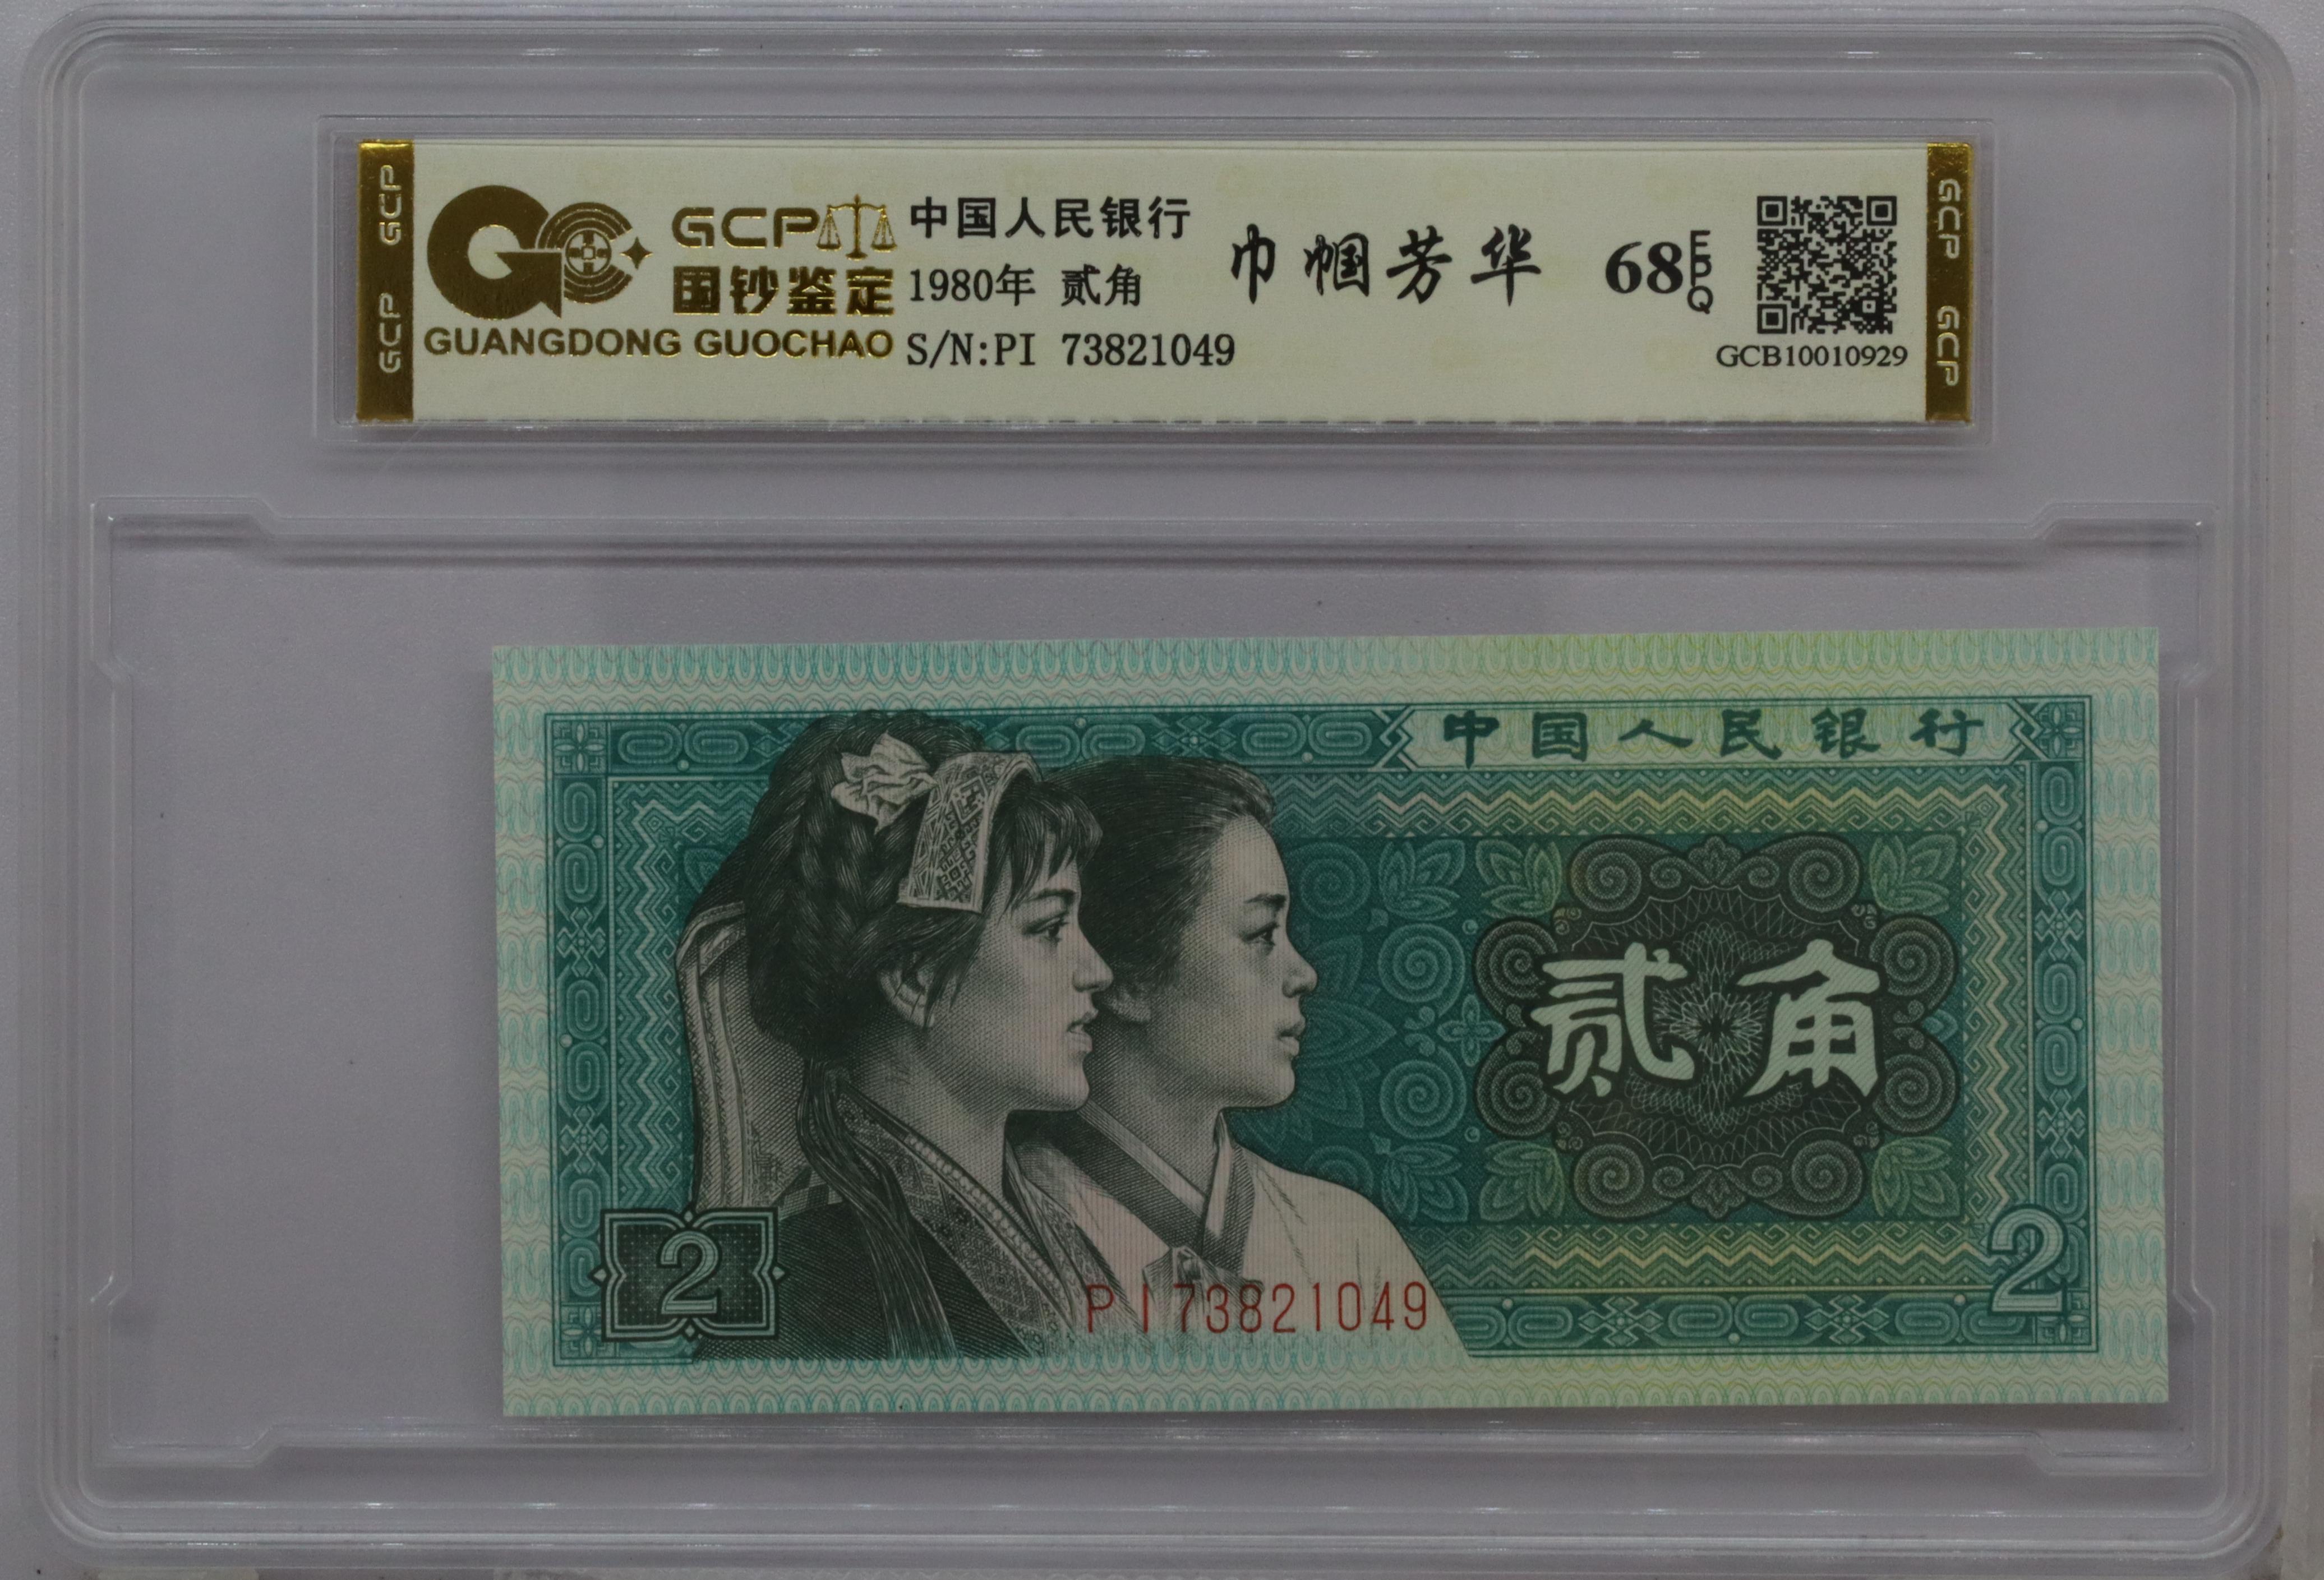 GCP GCP
GCP
国钞鉴定
GUANGDONG GUOCHAO
中国人民银行
1980年 贰角
S/N:PI 73821049
巾帼芳华
68 EPQ
GCB10010929
GCP GCP
中国人民银行
贰角
2
PI73821049
2